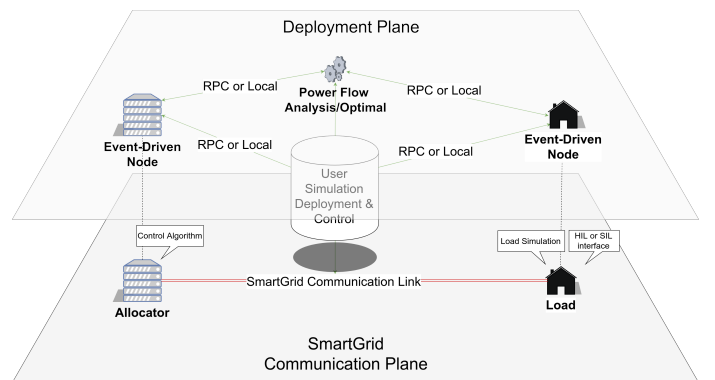 Deployment Plane
RPC or Local
RPC or Local
Power Flow
Analysis/Optimal
Event-Driven
Node
Event-Driven
Node
RPC or Local
RPC or Local
User
Simulation
Deployment &
Control
Control Algorithm
Load Simulation
HIL or SIL
interface
SmartGrid Communication Link
Allocator
Load
SmartGrid
Communication Plane